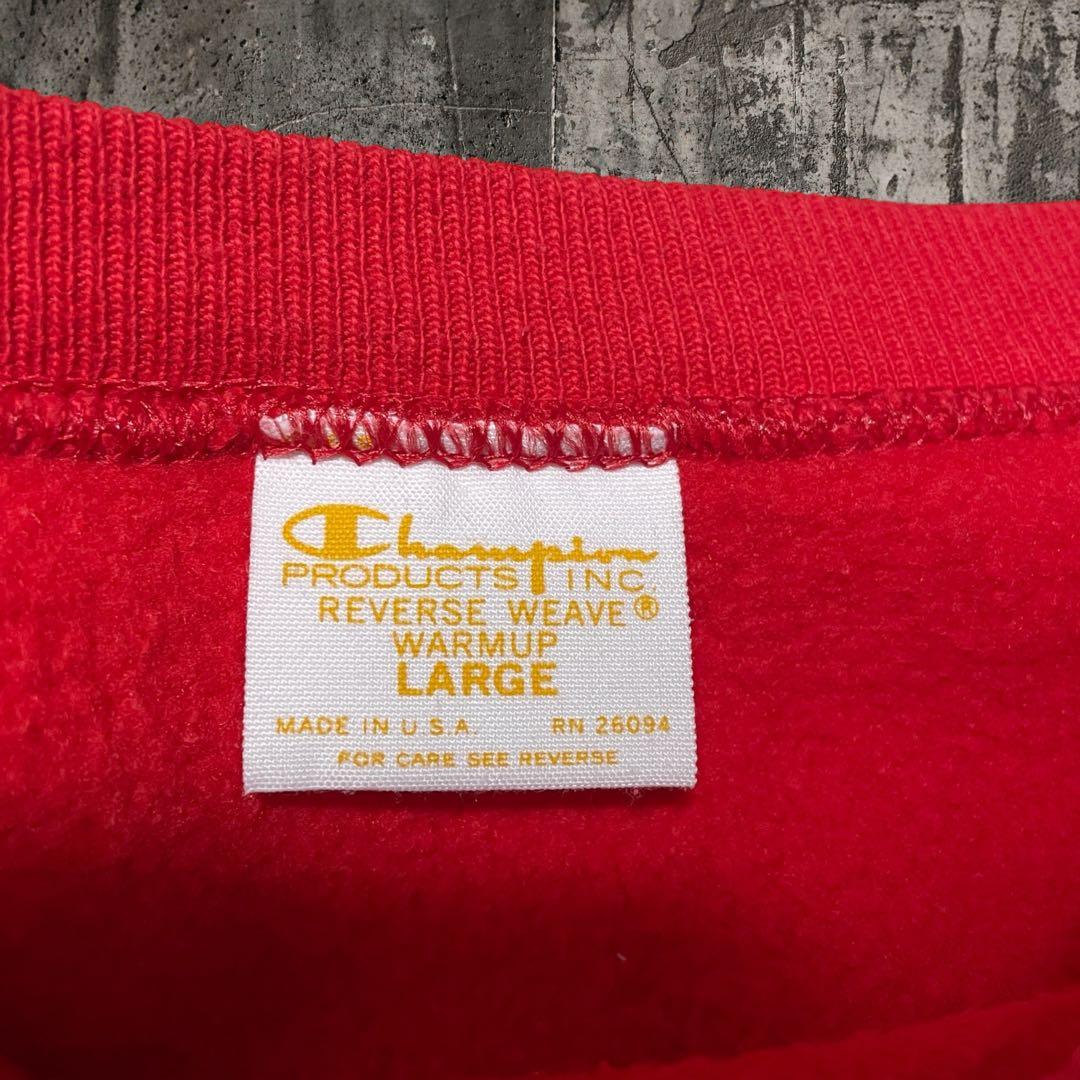 Champion
PRODUCTS INC.
REVERSE WEAVE®
WARMUP
LARGE
MADE IN U.S.A. RN 26094
FOR CARE SEE REVERSE